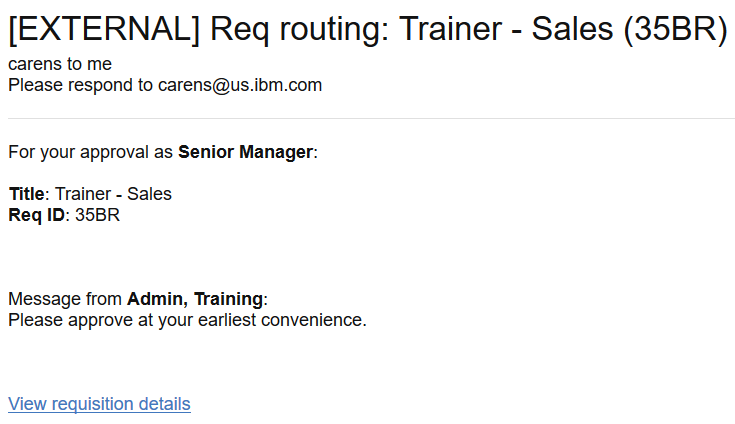 [EXTERNAL] Req routing: Trainer - Sales (35BR)
carens to me
Please respond to carens@us.ibm.com
For your approval as Senior Manager:
Title: Trainer - Sales
Req ID: 35BR
Message from Admin, Training:
Please approve at your earliest convenience.
View requisition details